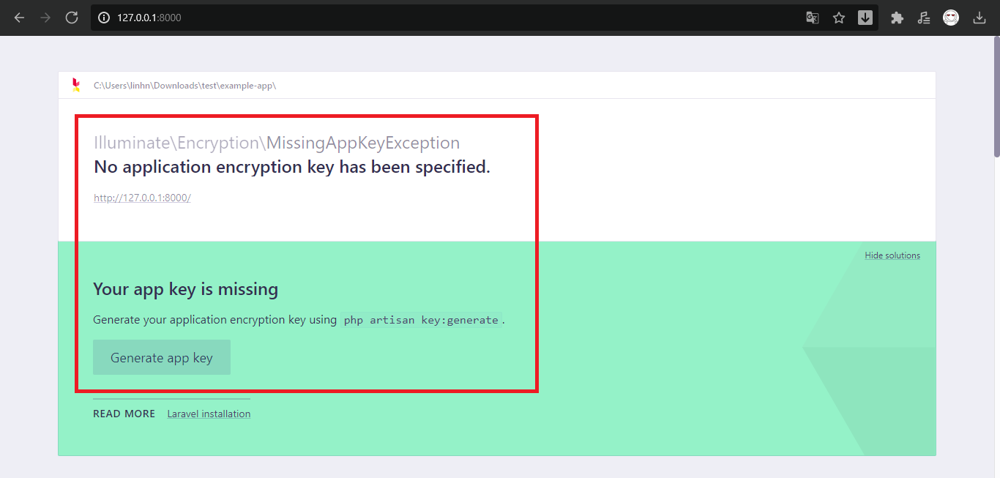 127.0.0.1:8000
C:\Users\linhn\Downloads\test\example-app\
Illuminate\Encryption\MissingAppKeyException
No application encryption key has been specified.
http://127.0.0.1:8000/
Hide solutions
Your app key is missing
Generate your application encryption key using php artisan key:generate.
Generate app key
READ MORE Laravel installation